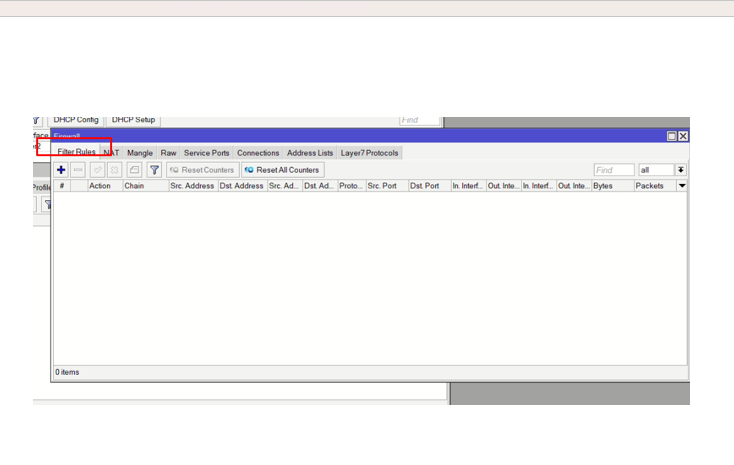 DHCP Config DHCP Setup Find
Firewall
Filter Rules NAT Mangle Raw Service Ports Connections Address Lists Layer7 Protocols
Reset Counters Reset All Counters Find all
Profile # Action Chain Src. Address Dst. Address Src. Ad... Dst. Ad... Proto... Src. Port Dst. Port In. Interf... Out. Inte... In. Interf... Out. Inte... Bytes Packets
0 items